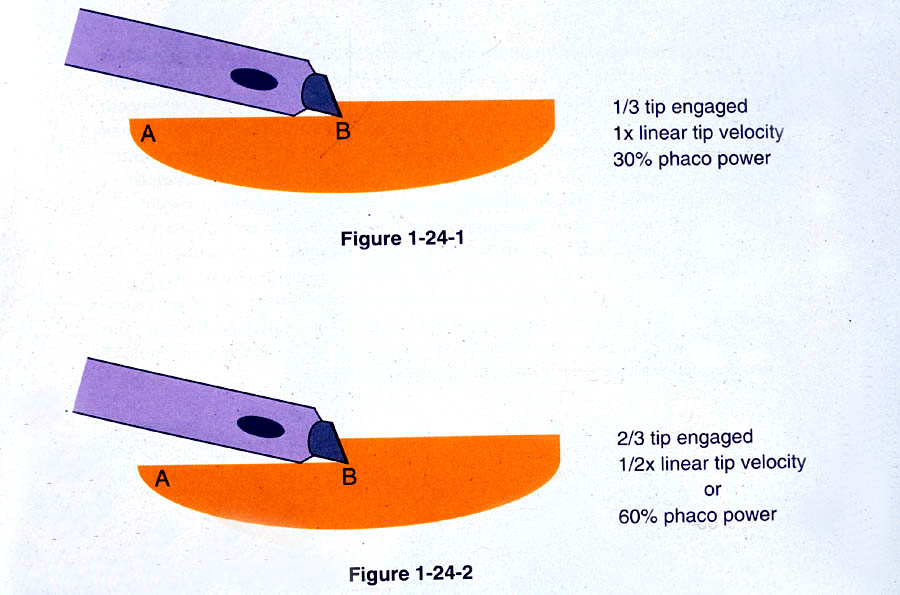 A
B
1/3 tip engaged
1x linear tip velocity
30% phaco power
Figure 1-24-1
A
B
2/3 tip engaged
1/2x linear tip velocity
or
60% phaco power
Figure 1-24-2